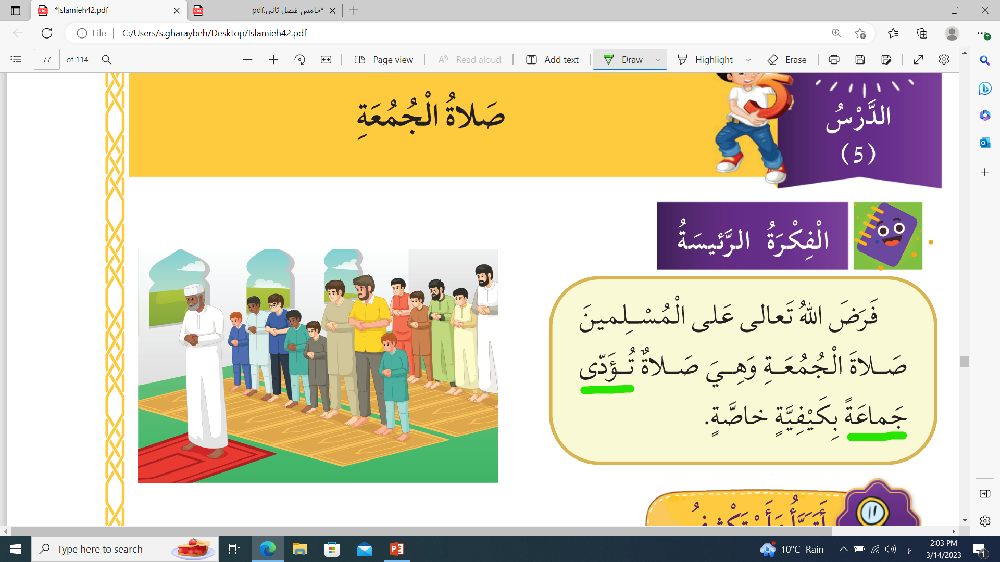 *Islamieh42.pdf
*خامس فصل ثاني.pdf
File
C:/Users/s.gharaybeh/Desktop/Islamieh42.pdf
77 of 114
Page view
Read aloud
Add text
Draw
Highlight
Erase
الدَّرْسُ
(5)
صَلاةُ الْجُمُعَةِ
الْفِكْرَةُ الرَّئيسَةُ
فَرَضَ اللهُ تَعالى عَلى الْمُسْلِمينَ
صَلاةَ الْجُمُعَةِ وَهِيَ صَلاةٌ تُؤَدّى
جَماعَةً بِكَيْفِيَّةٍ خاصَّةٍ.
Type here to search
10°C Rain
ع
2:03 PM
3/14/2023
1